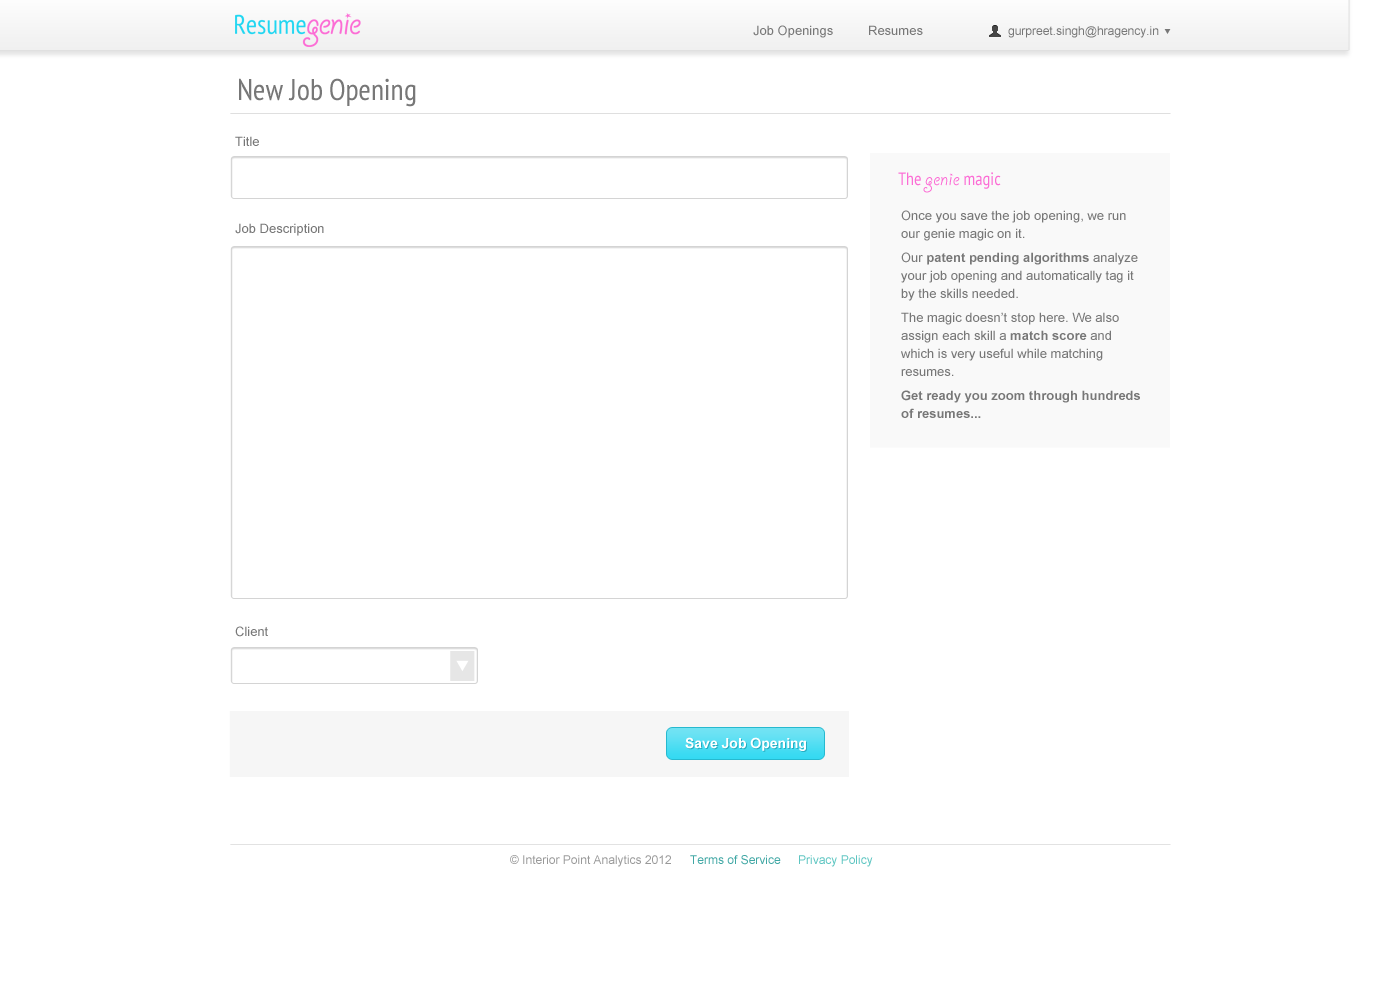 Resumegenie
Job Openings
Resumes
gurpreet.singh@hragency.in
New Job Opening
Title
Job Description
Client
Save Job Opening
The genie magic
Once you save the job opening, we run
our genie magic on it.
Our patent pending algorithms analyze
your job opening and automatically tag it
by the skills needed.
The magic doesn’t stop here. We also
assign each skill a match score and
which is very useful while matching
resumes.
Get ready you zoom through hundreds
of resumes...
© Interior Point Analytics 2012
Terms of Service
Privacy Policy